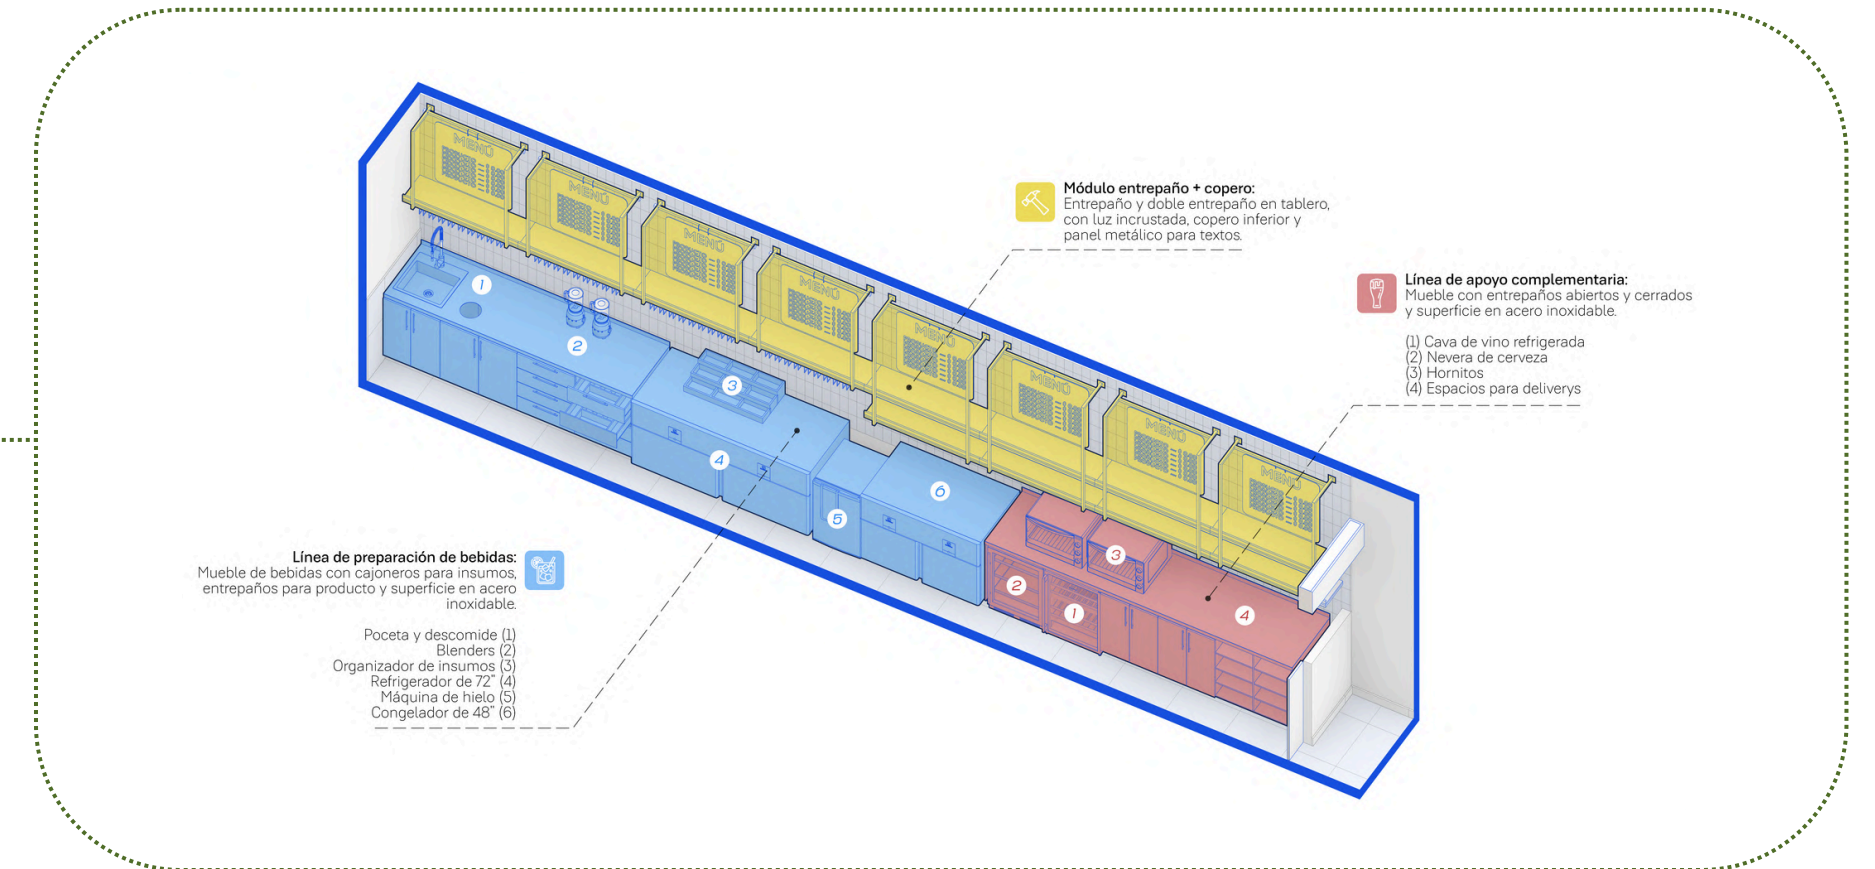 MENÚ
MENÚ
MENÚ
MENÚ
MENÚ
MENÚ
MENÚ
MENÚ
Módulo entrepaño + copero:
Entrepaño y doble entrepaño en tablero,
con luz incrustada, copero inferior y
panel metálico para textos.
Línea de apoyo complementaria:
Mueble con entrepaños abiertos y cerrados
y superficie en acero inoxidable.
(1) Cava de vino refrigerada
(2) Nevera de cerveza
(3) Hornitos
(4) Espacios para deliverys
1
2
3
4
5
6
2
1
3
4
Línea de preparación de bebidas:
Mueble de bebidas con cajoneros para insumos,
entrepaños para producto y superficie en acero
inoxidable.
Poceta y descomide (1)
Blenders (2)
Organizador de insumos (3)
Refrigerador de 72" (4)
Máquina de hielo (5)
Congelador de 48" (6)